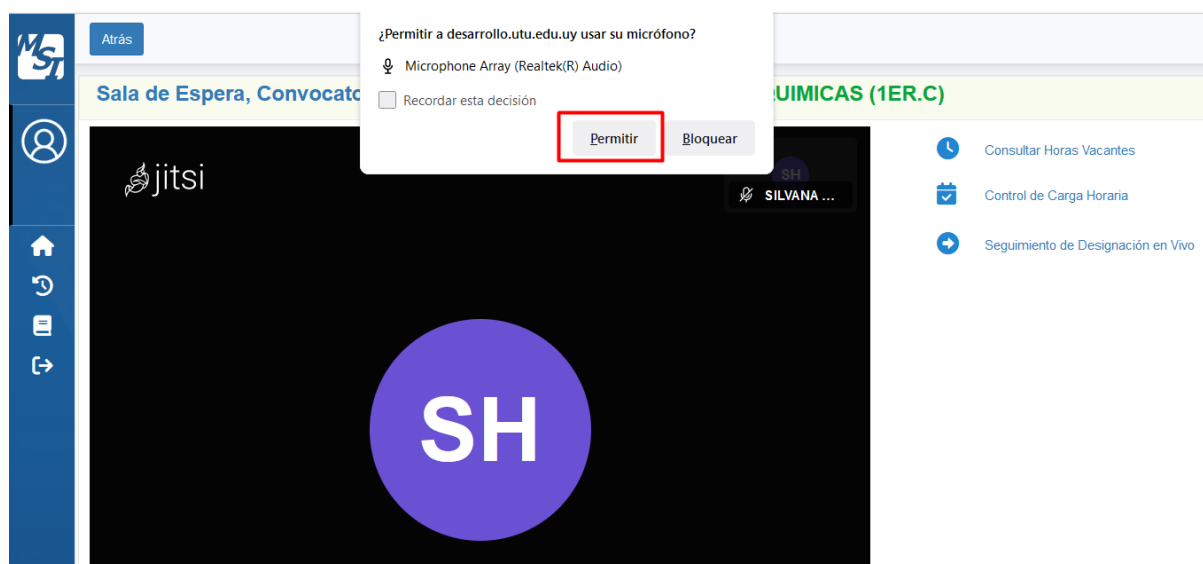 MST
Atrás
¿Permitir a desarrollo.utu.edu.uy usar su micrófono?
Microphone Array (Realtek(R) Audio)
Recordar esta decisión
Permitir
Bloquear
Sala de Espera, Convocato
UIMICAS (1ER.C)
jitsi
SH
SILVANA ...
Consultar Horas Vacantes
Control de Carga Horaria
Seguimiento de Designación en Vivo
SH